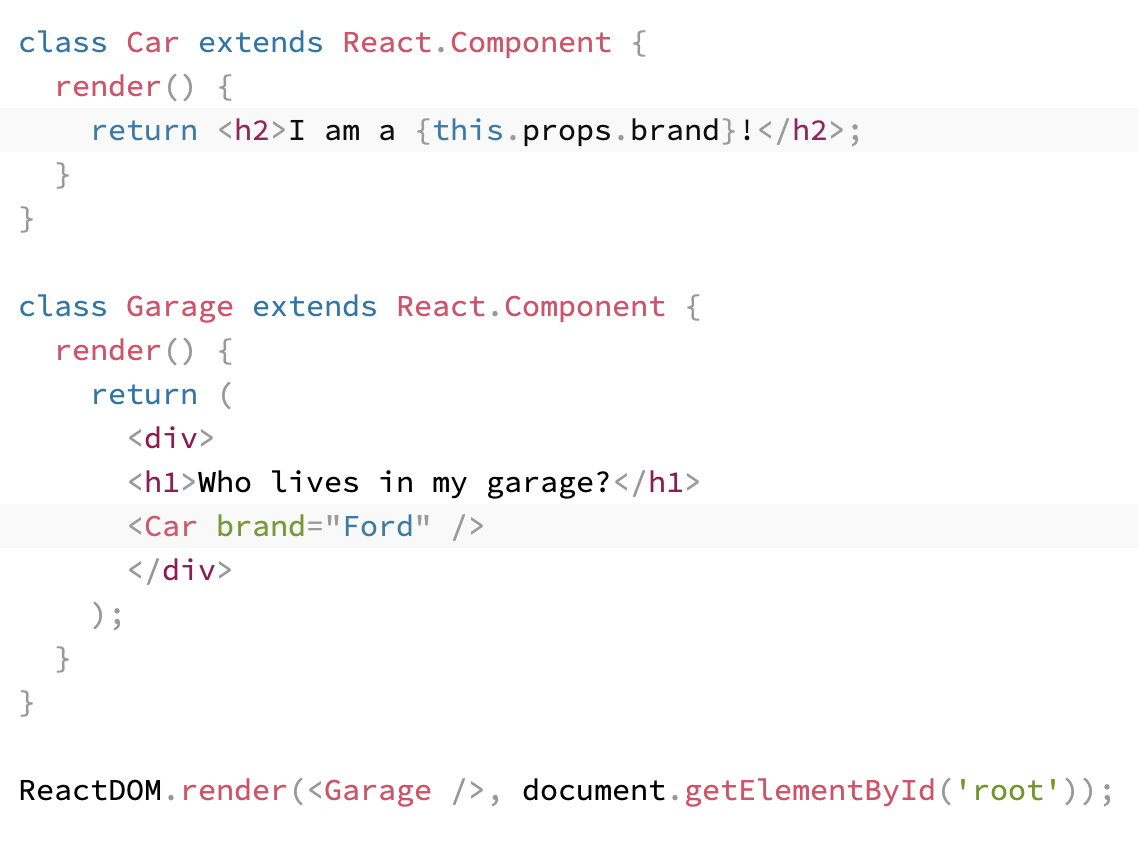 class Car extends React.Component {
  render() {
    return <h2>I am a {this.props.brand}!</h2>;
  }
}

class Garage extends React.Component {
  render() {
    return (
      <div>
      <h1>Who lives in my garage?</h1>
      <Car brand="Ford" />
      </div>
    );
  }
}

ReactDOM.render(<Garage />, document.getElementById('root'));